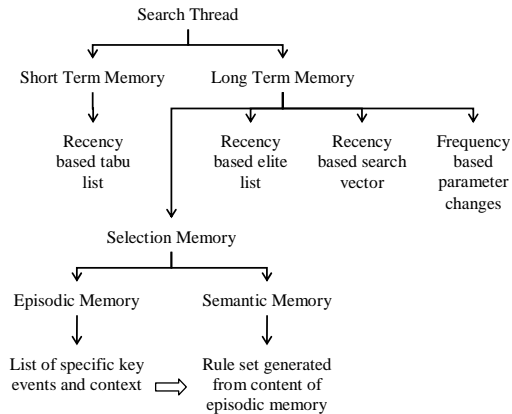 Search Thread
Short Term Memory
Long Term Memory
Recency
based tabu
list
Recency
based elite
list
Recency
based search
vector
Frequency
based
parameter
changes
Selection Memory
Episodic Memory
Semantic Memory
List of specific key
events and context
Rule set generated
from content of
episodic memory